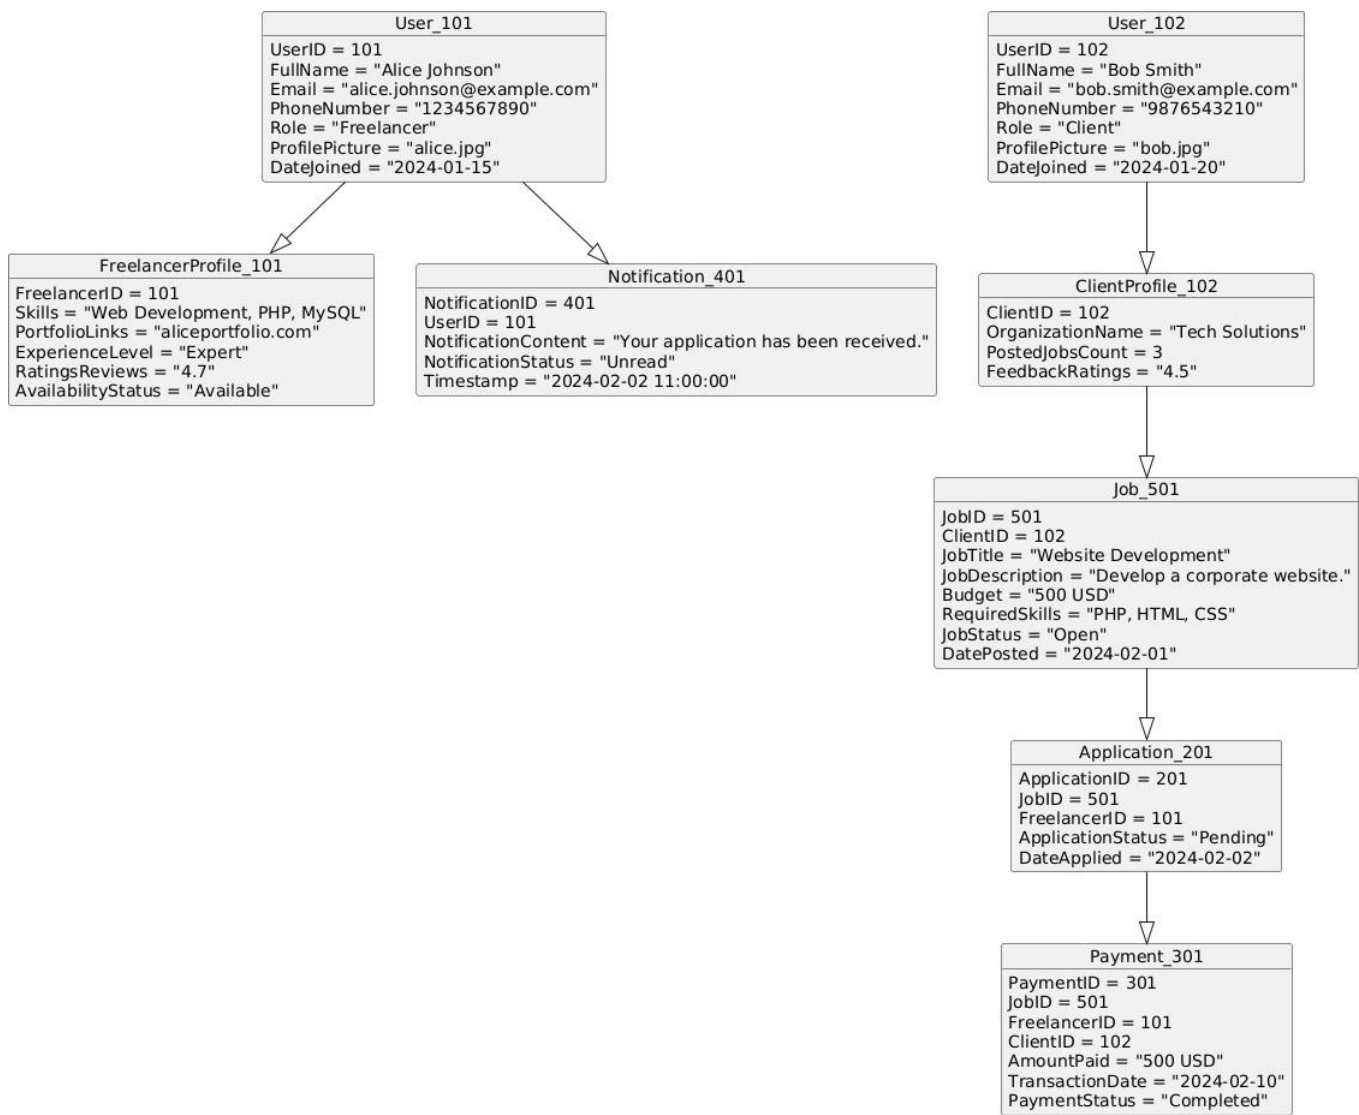 User_101
UserID = 101
FullName = "Alice Johnson"
Email = "alice.johnson@example.com"
PhoneNumber = "1234567890"
Role = "Freelancer"
ProfilePicture = "alice.jpg"
DateJoined = "2024-01-15"
User_102
UserID = 102
FullName = "Bob Smith"
Email = "bob.smith@example.com"
PhoneNumber = "9876543210"
Role = "Client"
ProfilePicture = "bob.jpg"
DateJoined = "2024-01-20"
FreelancerProfile_101
FreelancerID = 101
Skills = "Web Development, PHP, MySQL"
PortfolioLinks = "aliceportfolio.com"
ExperienceLevel = "Expert"
RatingsReviews = "4.7"
AvailabilityStatus = "Available"
Notification_401
NotificationID = 401
UserID = 101
NotificationContent = "Your application has been received."
NotificationStatus = "Unread"
Timestamp = "2024-02-02 11:00:00"
ClientProfile_102
ClientID = 102
OrganizationName = "Tech Solutions"
PostedJobsCount = 3
FeedbackRatings = "4.5"
Job_501
JobID = 501
ClientID = 102
JobTitle = "Website Development"
JobDescription = "Develop a corporate website."
Budget = "500 USD"
RequiredSkills = "PHP, HTML, CSS"
JobStatus = "Open"
DatePosted = "2024-02-01"
Application_201
ApplicationID = 201
JobID = 501
FreelancerID = 101
ApplicationStatus = "Pending"
DateApplied = "2024-02-02"
Payment_301
PaymentID = 301
JobID = 501
FreelancerID = 101
ClientID = 102
AmountPaid = "500 USD"
TransactionDate = "2024-02-10"
PaymentStatus = "Completed"